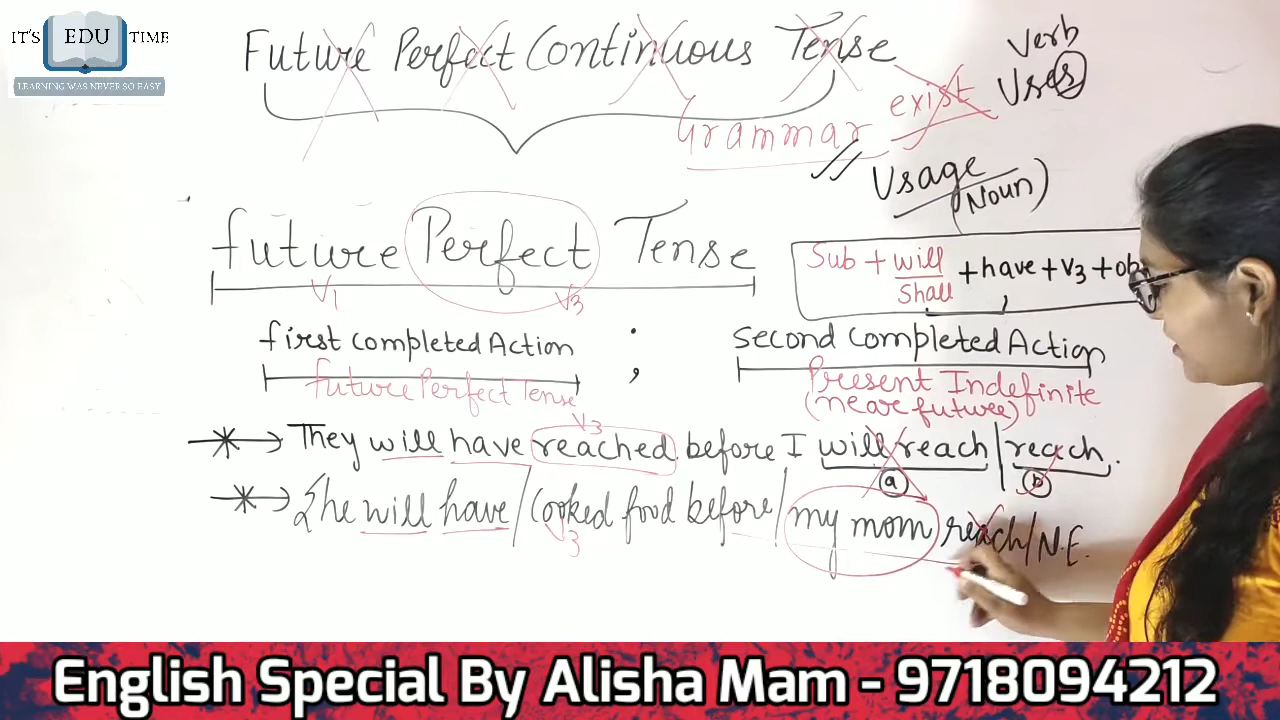 IT'S EDU TIME
LEARNING WAS NEVER SO EASY
Future Perfect Continuous Tense
Verb
Uses
exist
Grammar
Usage
(Noun)
future Perfect Tense
V1 V3
Sub + will/Shall + have + V3 + ob
first completed Action ; second completed Action
future Perfect Tense
Present Indefinite
(near future)
V3
They will have reached before I will reach/reach.
a b
She will have/cooked food before/my mom reach/N.E.
V3
English Special By Alisha Mam - 9718094212